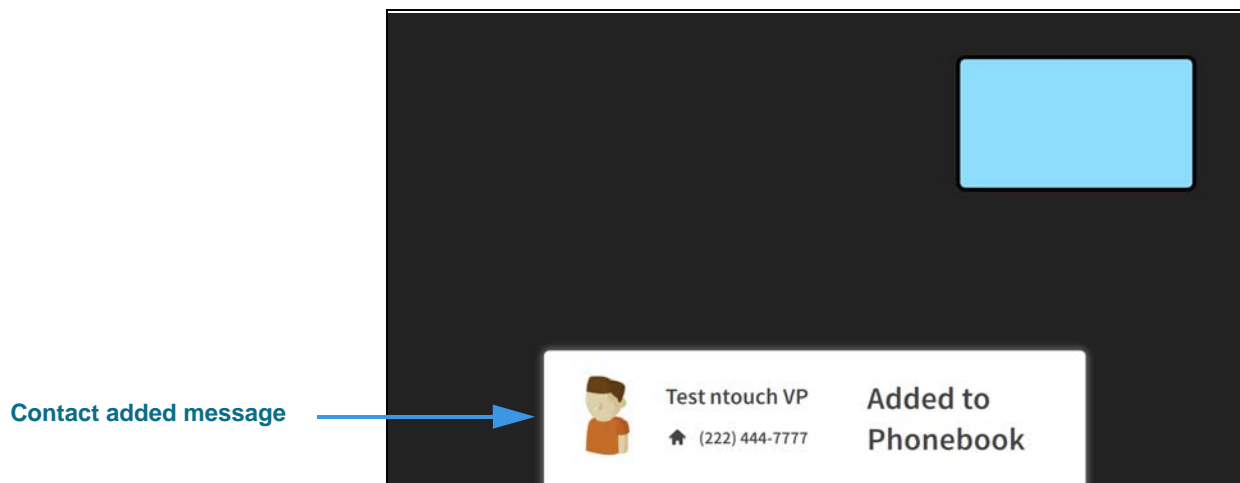 Contact added message
Test ntouch VP
(222) 444-7777
Added to
Phonebook